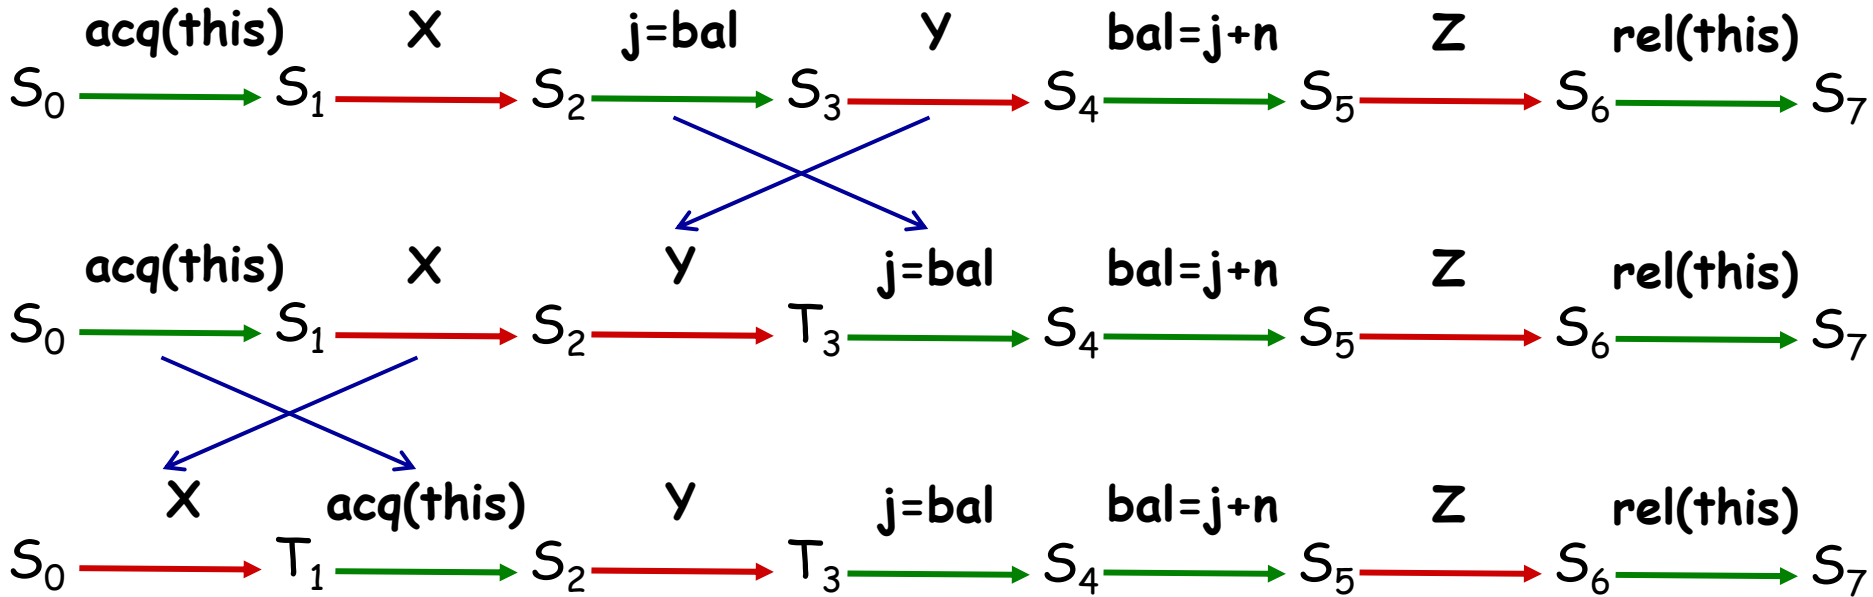 acq(this) X j=bal Y bal=j+n Z rel(this)
S0 S1 S2 S3 S4 S5 S6 S7
acq(this) X Y j=bal bal=j+n Z rel(this)
S0 S1 S2 T3 S4 S5 S6 S7
X acq(this) Y j=bal bal=j+n Z rel(this)
S0 T1 S2 T3 S4 S5 S6 S7